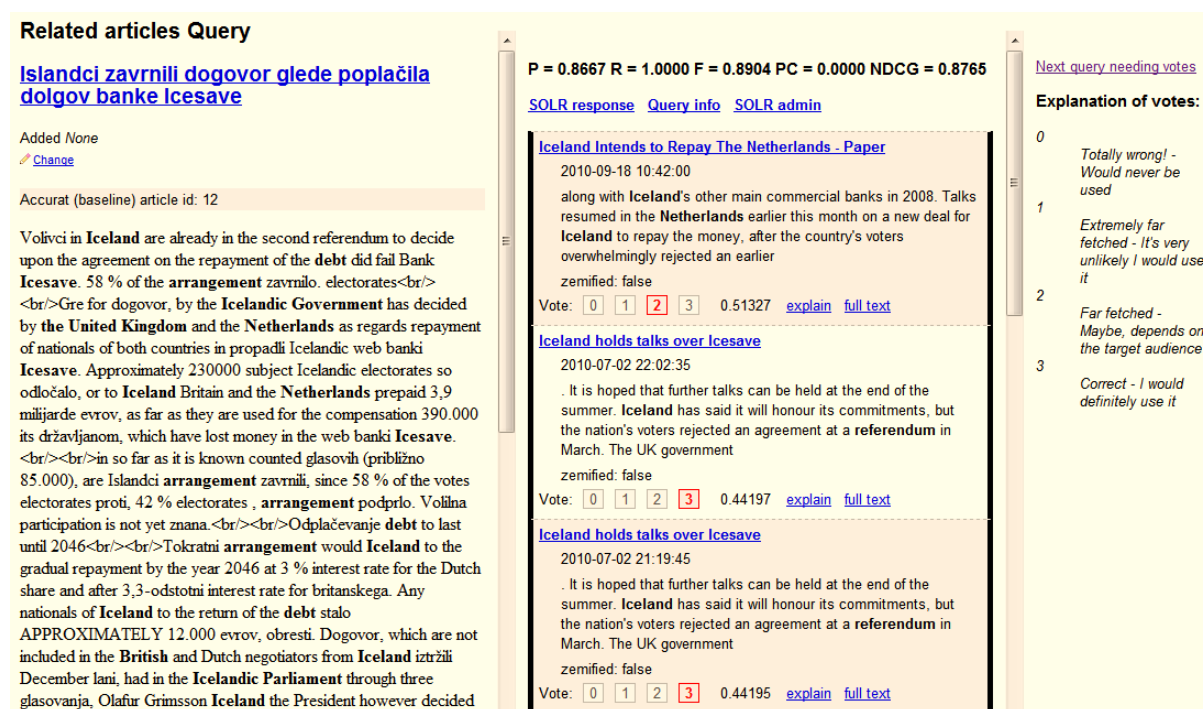 Related articles Query
Islandci zavrnili dogovor glede poplačila
dolgov banke Icesave
Added None
Change
Accurat (baseline) article id: 12
Volivci in Iceland are already in the second referendum to decide
upon the agreement on the repayment of the debt did fail Bank
Icesave. 58 % of the arrangement zavrnilo. electorates<br/>
<br/>Gre for dogovor, by the Icelandic Government has decided
by the United Kingdom and the Netherlands as regards repayment
of nationals of both countries in propadli Icelandic web banki
Icesave. Approximately 230000 subject Icelandic electorates so
odločalo, or to Iceland Britain and the Netherlands prepaid 3,9
milijarde evrov, as far as they are used for the compensation 390.000
its državljanom, which have lost money in the web banki Icesave.
<br/><br/>in so far as it is known counted glasovih (približno
85.000), are Islandci arrangement zavrnili, since 58 % of the votes
electorates proti, 42 % electorates , arrangement podprlo. Volilna
participation is not yet znana.<br/><br/>Odplačevanje debt to last
until 2046<br/><br/>Tokratni arrangement would Iceland to the
gradual repayment by the year 2046 at 3 % interest rate for the Dutch
share and after 3,3-odstotni interest rate for britanskega. Any
nationals of Iceland to the return of the debt stalo
APPROXIMATELY 12.000 evrov, obresti. Dogovor, which are not
included in the British and Dutch negotiators from Iceland iztržili
December lani, had in the Icelandic Parliament through three
glasovanja, Olafur Grimsson Iceland the President however decided
P = 0.8667 R = 1.0000 F = 0.8904 PC = 0.0000 NDCG = 0.8765
SOLR response Query info SOLR admin
Iceland Intends to Repay The Netherlands - Paper
2010-09-18 10:42:00
along with Iceland's other main commercial banks in 2008. Talks
resumed in the Netherlands earlier this month on a new deal for
Iceland to repay the money, after the country's voters
overwhelmingly rejected an earlier
zemified: false
Vote: 0 1 2 3 0.51327 explain full text
Iceland holds talks over Icesave
2010-07-02 22:02:35
. It is hoped that further talks can be held at the end of the
summer. Iceland has said it will honour its commitments, but
the nation's voters rejected an agreement at a referendum in
March. The UK government
zemified: false
Vote: 0 1 2 3 0.44197 explain full text
Iceland holds talks over Icesave
2010-07-02 21:19:45
. It is hoped that further talks can be held at the end of the
summer. Iceland has said it will honour its commitments, but
the nation's voters rejected an agreement at a referendum in
March. The UK government
zemified: false
Vote: 0 1 2 3 0.44195 explain full text
Next query needing votes
Explanation of votes:
0
Totally wrong! -
Would never be
used
1
Extremely far
fetched - It's very
unlikely I would use
it
2
Far fetched -
Maybe, depends on
the target audience
3
Correct - I would
definitely use it